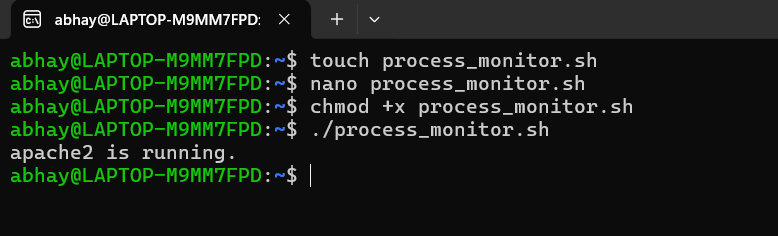 abhay@LAPTOP-M9MM7FPD:
abhay@LAPTOP-M9MM7FPD:~$ touch process_monitor.sh
abhay@LAPTOP-M9MM7FPD:~$ nano process_monitor.sh
abhay@LAPTOP-M9MM7FPD:~$ chmod +x process_monitor.sh
abhay@LAPTOP-M9MM7FPD:~$ ./process_monitor.sh
apache2 is running.
abhay@LAPTOP-M9MM7FPD:~$